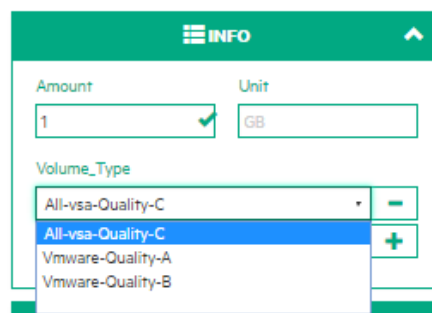 INFO
Amount
Unit
1
GB
Volume_Type
All-vsa-Quality-C
All-vsa-Quality-C
Vmware-Quality-A
Vmware-Quality-B